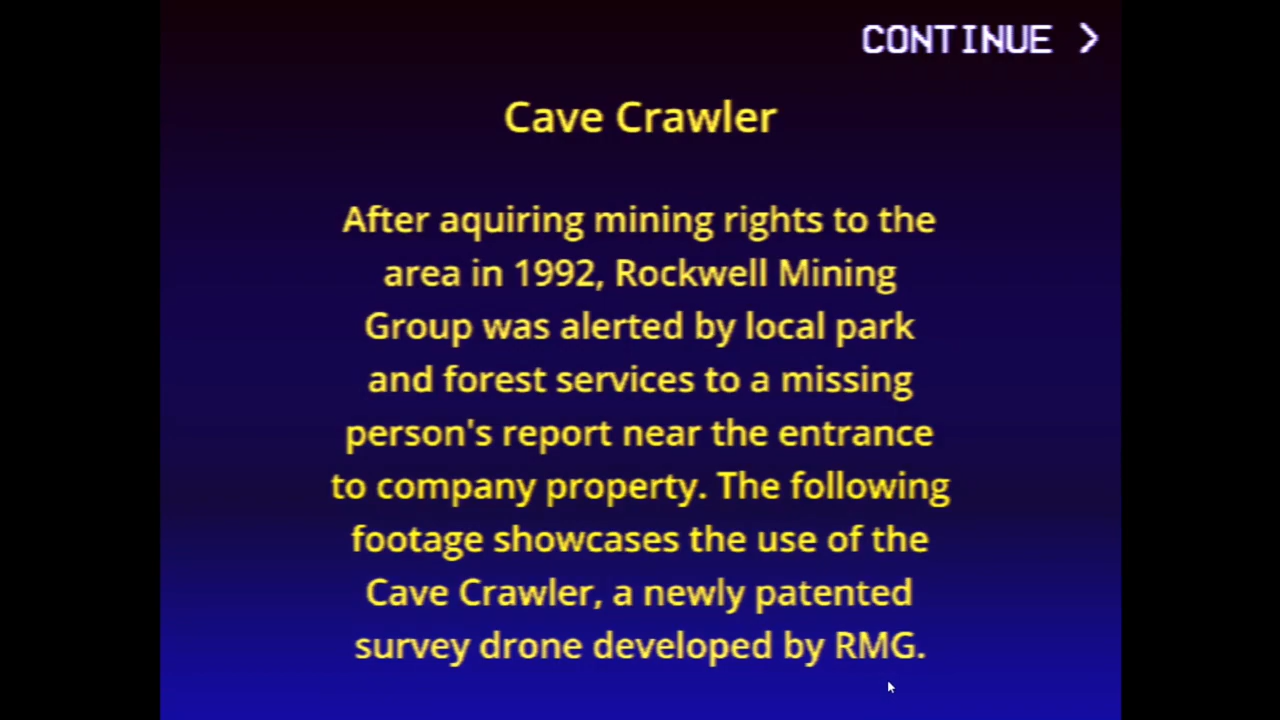 CONTINUE >
Cave Crawler
After aquiring mining rights to the
area in 1992, Rockwell Mining
Group was alerted by local park
and forest services to a missing
person's report near the entrance
to company property. The following
footage showcases the use of the
Cave Crawler, a newly patented
survey drone developed by RMG.